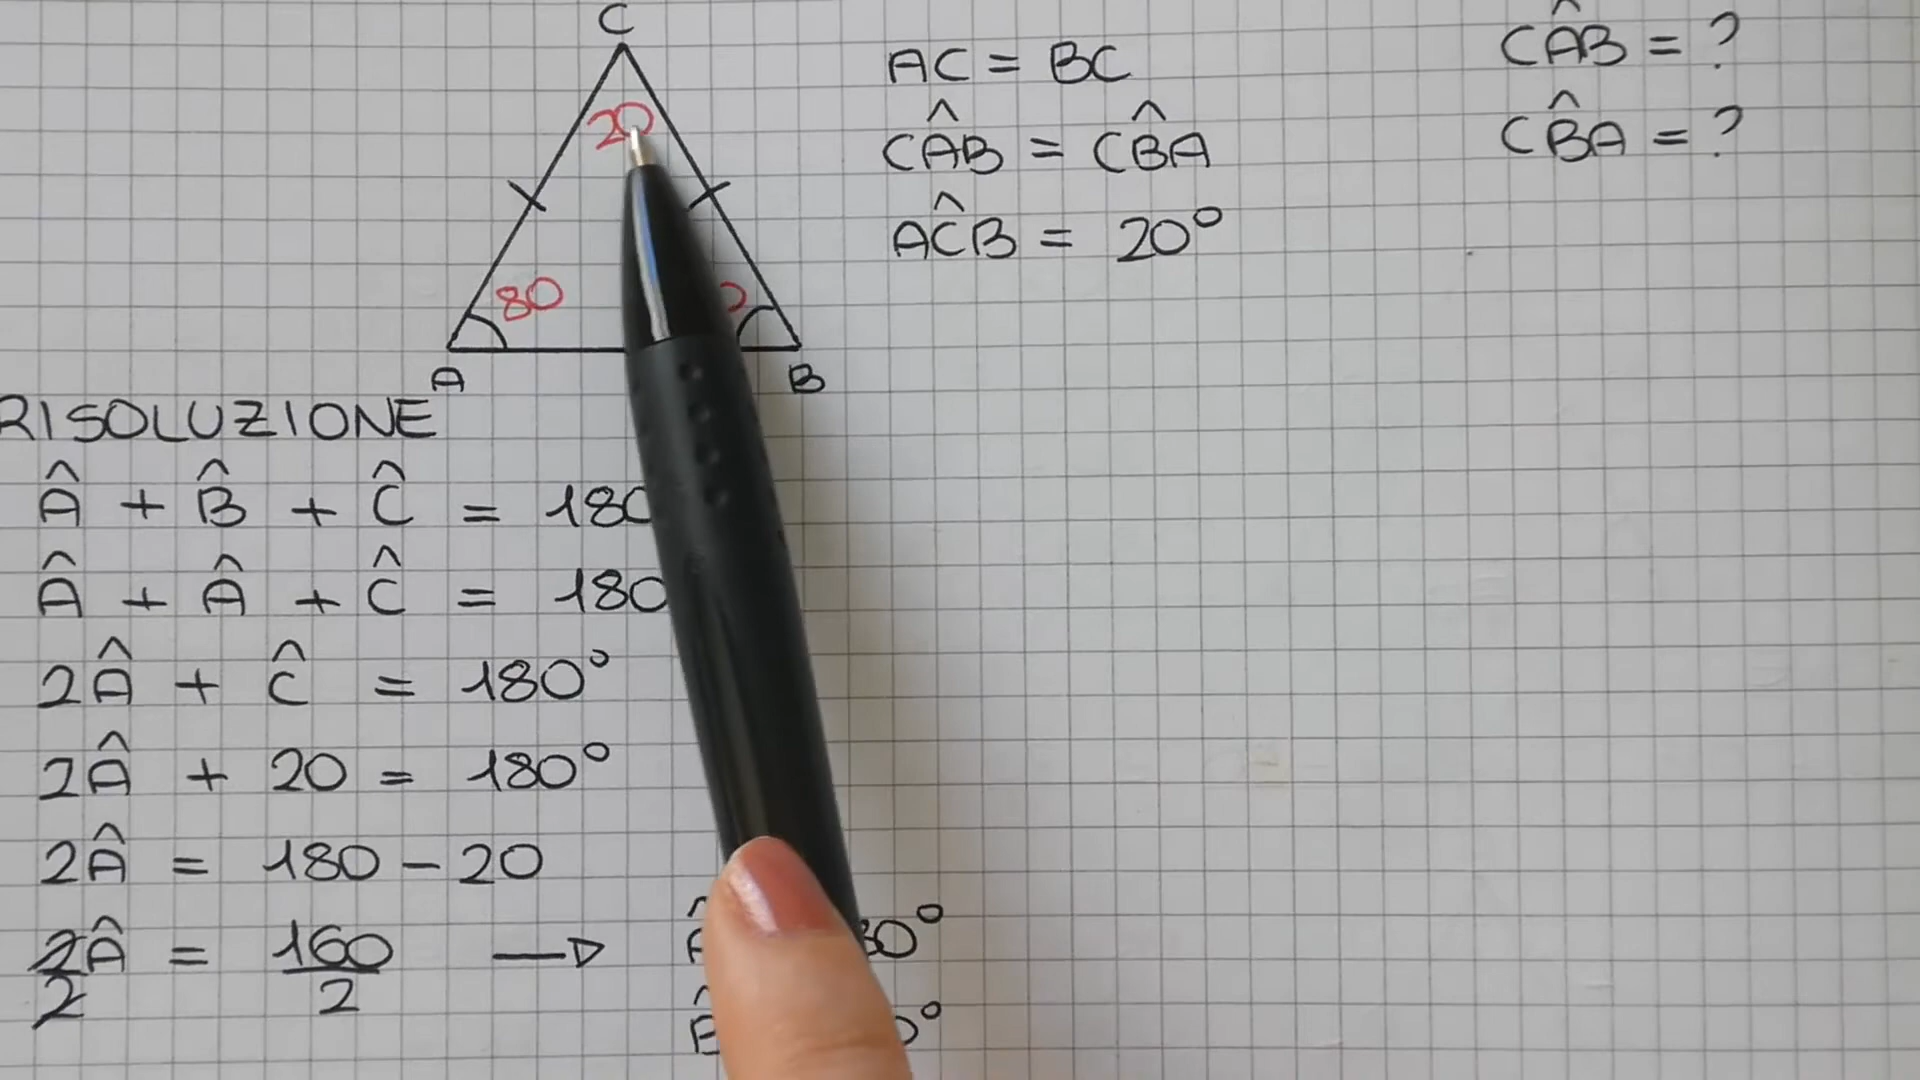 C
20
80
A
B
AC = BC
CÂB = CB̂A
AĈB = 20°
CÂB = ?
CB̂A = ?
RISOLUZIONE
Â + B̂ + Ĉ = 180
Â + Â + Ĉ = 180
2Â + Ĉ = 180°
2Â + 20 = 180°
2Â = 180 - 20
2Â/2 = 160/2 →